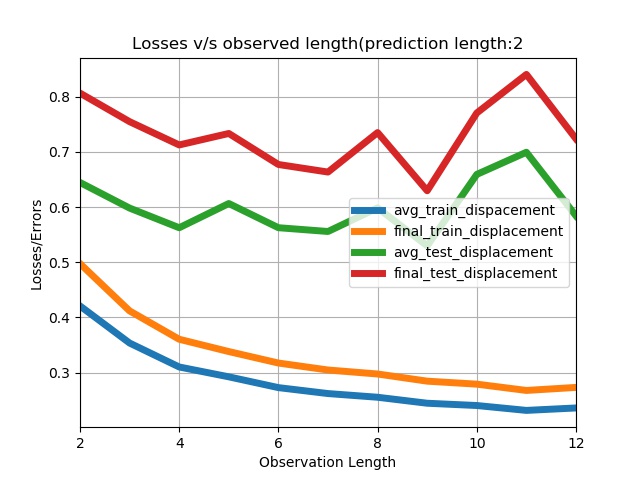 Losses v/s observed length(prediction length:2
0.8
0.7
0.6
0.5
0.4
0.3
Losses/Errors
avg_train_dispacement
final_train_displacement
avg_test_displacement
final_test_displacement
2 4 6 8 10 12
Observation Length